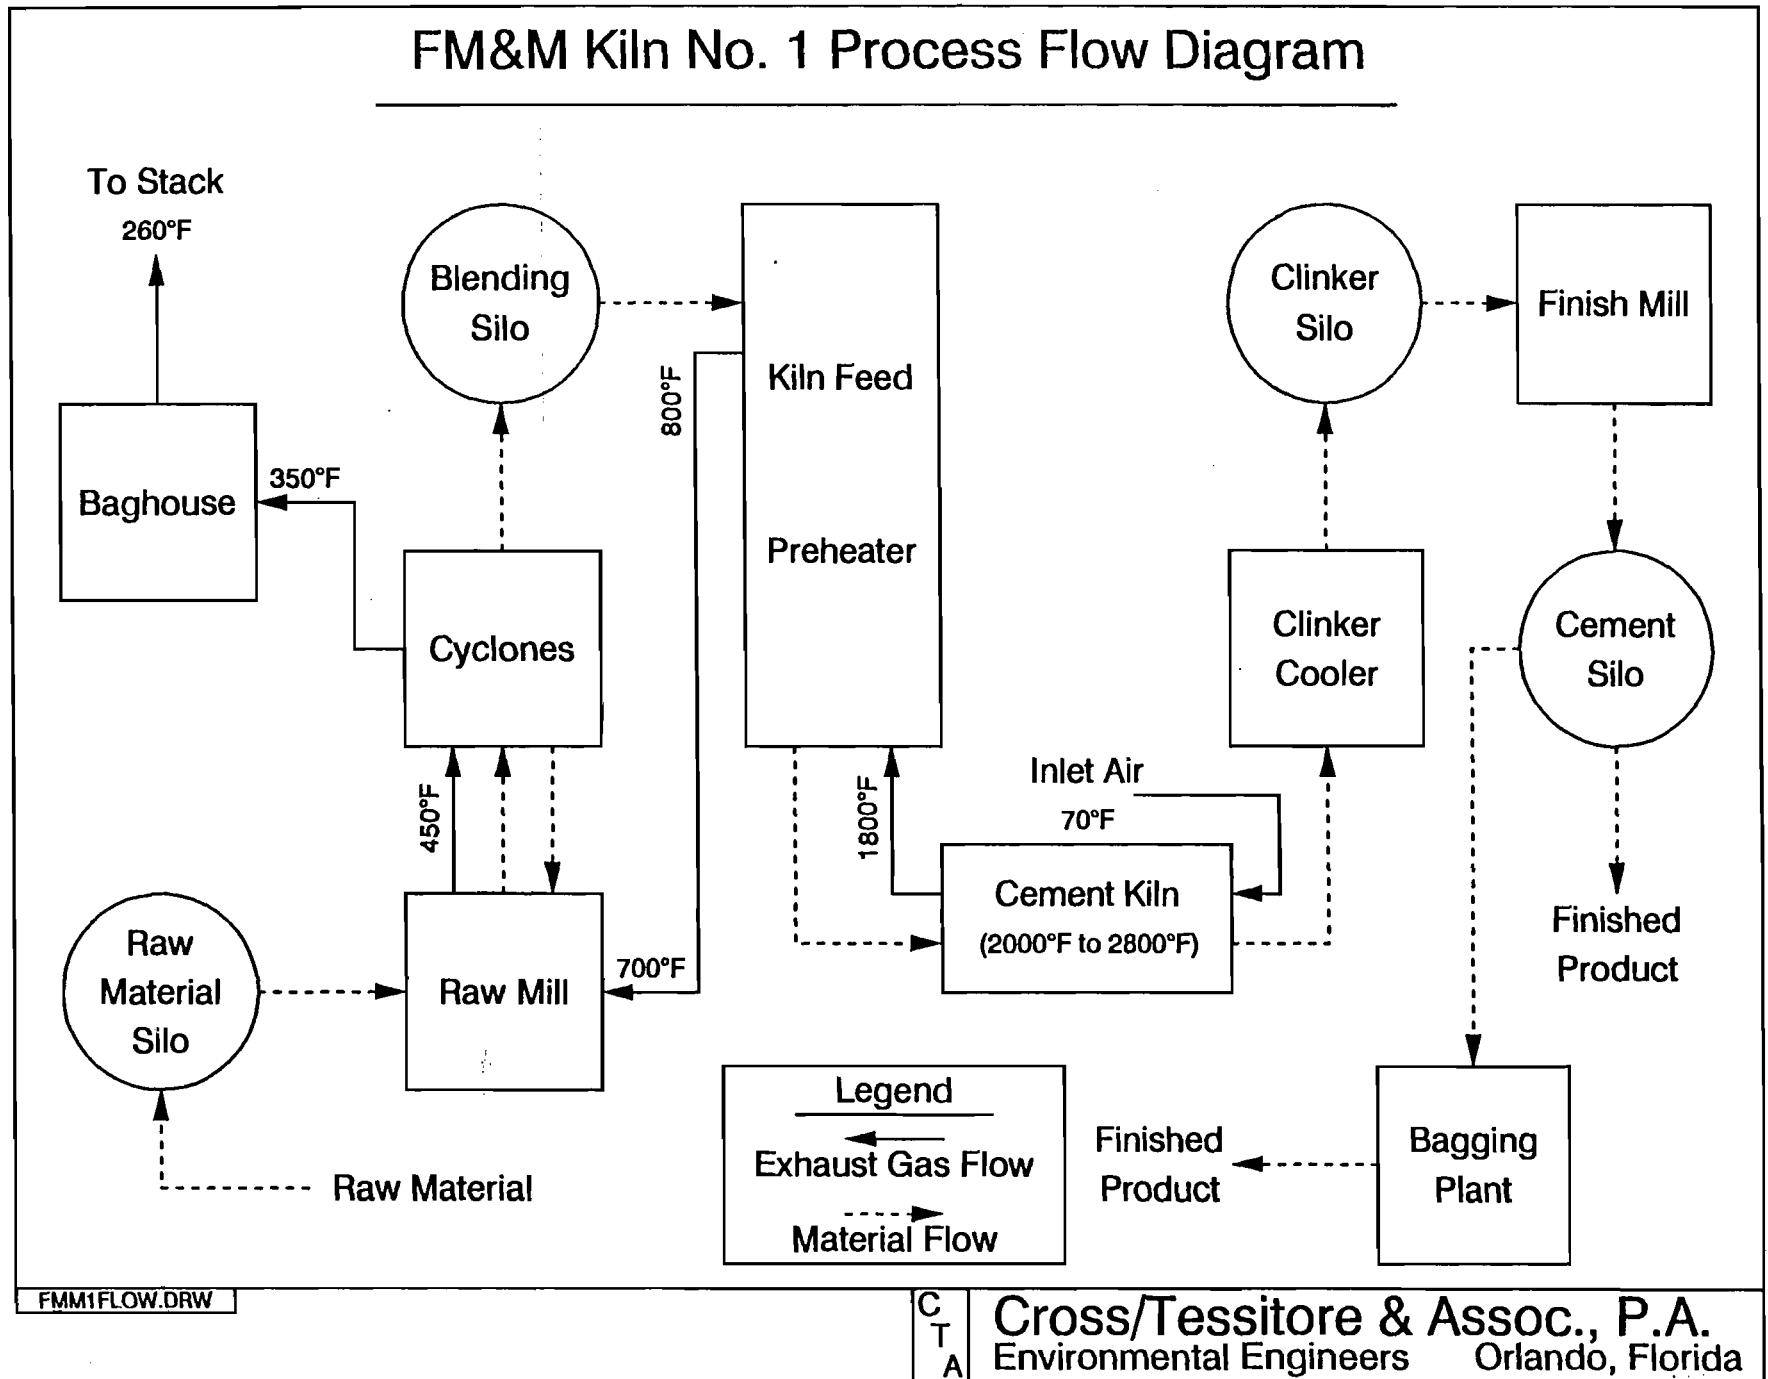 FM&M Kiln No. 1 Process Flow Diagram
To Stack
260°F
Blending
Silo
Kiln Feed
Preheater
Clinker
Silo
Finish Mill
800°F
350°F
Baghouse
Cyclones
Clinker
Cooler
Cement
Silo
450°F
1800°F
Inlet Air
70°F
Cement Kiln
(2000°F to 2800°F)
Finished
Product
Raw
Material
Silo
Raw Mill
700°F
Raw Material
Legend
Exhaust Gas Flow
Material Flow
Finished
Product
Bagging
Plant
FMM1FLOW.DRW
C
T
A
Cross/Tessitore & Assoc., P.A.
Environmental Engineers Orlando, Florida